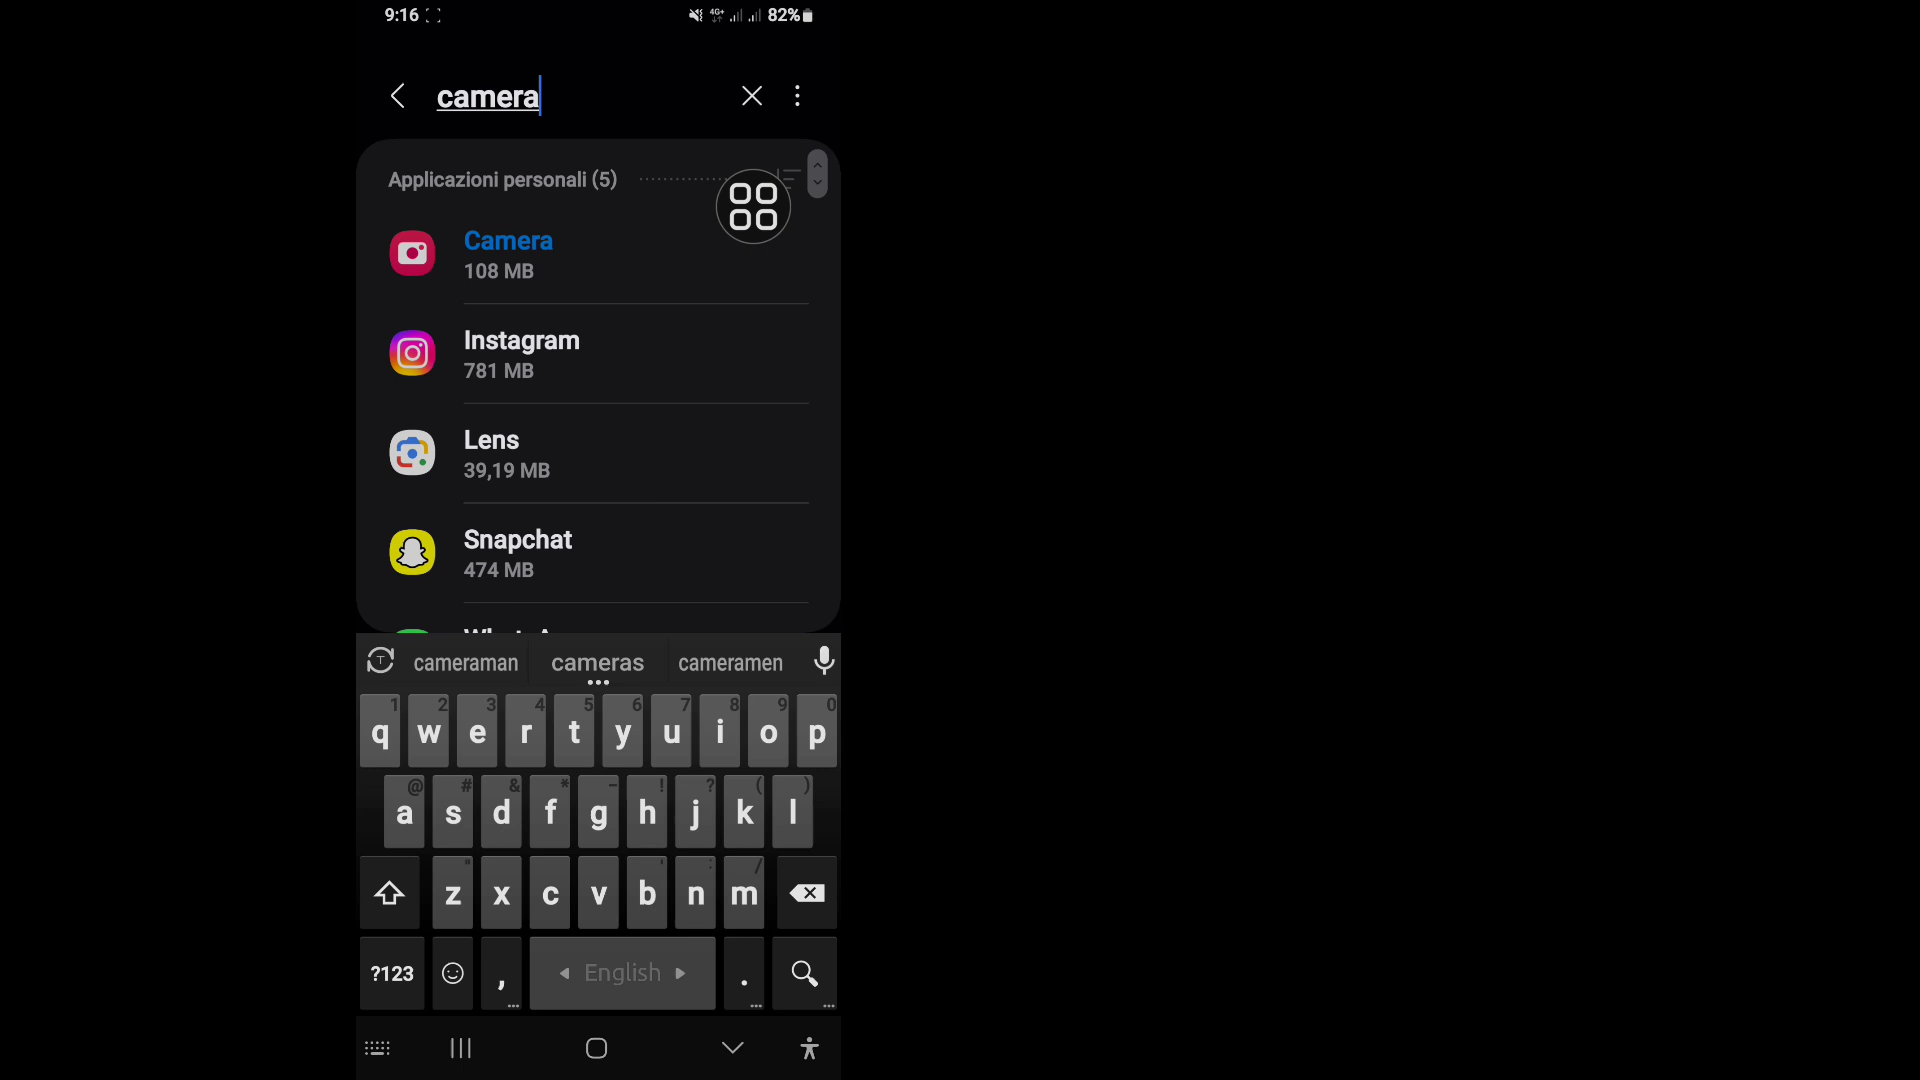 9:16 4G+ 82%
camera
Applicazioni personali (5)
Camera
108 MB
Instagram
781 MB
Lens
39,19 MB
Snapchat
474 MB
cameraman cameras cameramen
1 2 3 4 5 6 7 8 9 0
q w e r t y u i o p
@ # & * - ! ? ( )
a s d f g h j k l
" ' : /
z x c v b n m
?123 , English .